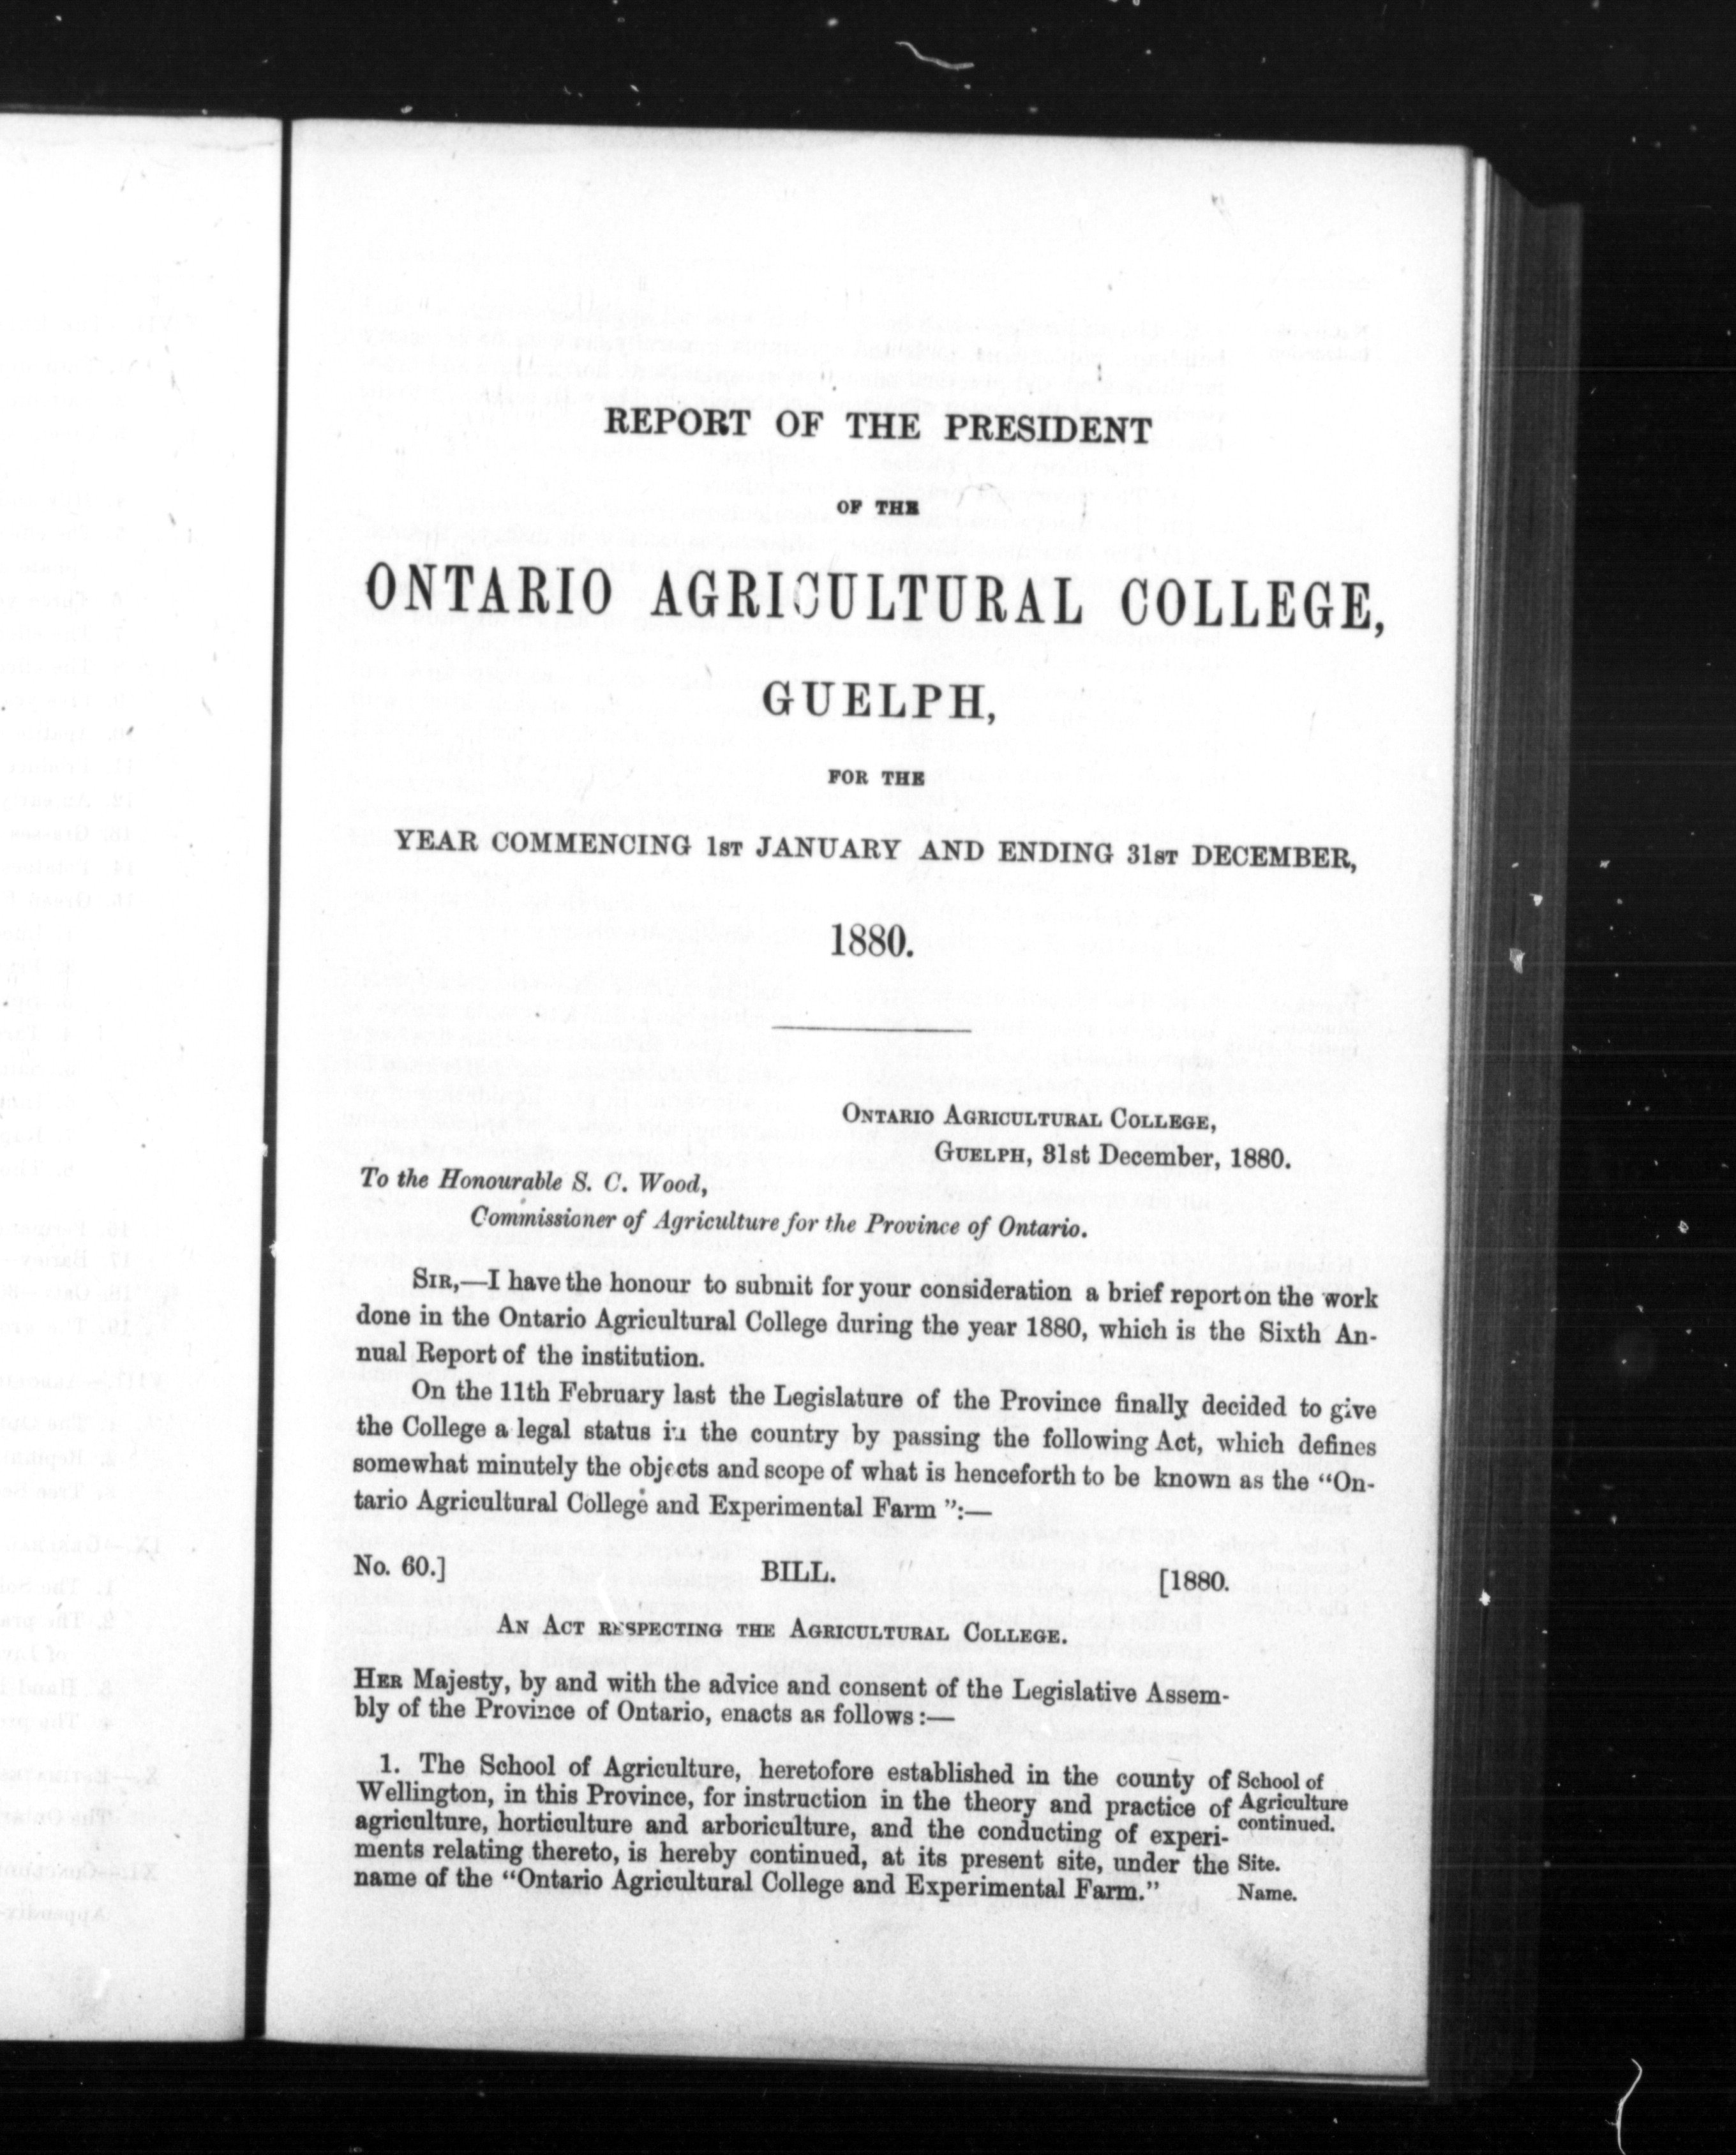 REPORT OF THE PRESIDENT
OF THE
ONTARIO AGRICULTURAL COLLEGE,
GUELPH,
FOR THE
YEAR COMMENCING 1ST JANUARY AND ENDING 31ST DECEMBER,
1880.
ONTARIO AGRICULTURAL COLLEGE,
GUELPH, 31st December, 1880.
To the Honourable S. C. Wood,
Commissioner of Agriculture for the Province of Ontario.
SIR,—I have the honour to submit for your consideration a brief report on the work
done in the Ontario Agricultural College during the year 1880, which is the Sixth An-
nual Report of the institution.
On the 11th February last the Legislature of the Province finally decided to give
the College a legal status in the country by passing the following Act, which defines
somewhat minutely the objects and scope of what is henceforth to be known as the "On-
tario Agricultural College and Experimental Farm":—
No. 60.] BILL. [1880.
AN ACT RESPECTING THE AGRICULTURAL COLLEGE.
HER Majesty, by and with the advice and consent of the Legislative Assem-
bly of the Province of Ontario, enacts as follows:—
1. The School of Agriculture, heretofore established in the county of
Wellington, in this Province, for instruction in the theory and practice of
agriculture, horticulture and arboriculture, and the conducting of experi-
ments relating thereto, is hereby continued, at its present site, under the
name of the "Ontario Agricultural College and Experimental Farm."
School of
Agriculture
continued.
Site.
Name.